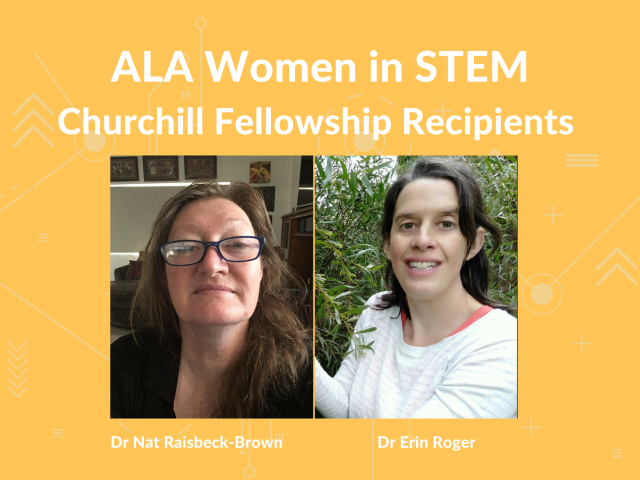 ALA Women in STEM
Churchill Fellowship Recipients
Dr Nat Raisbeck-Brown
Dr Erin Roger